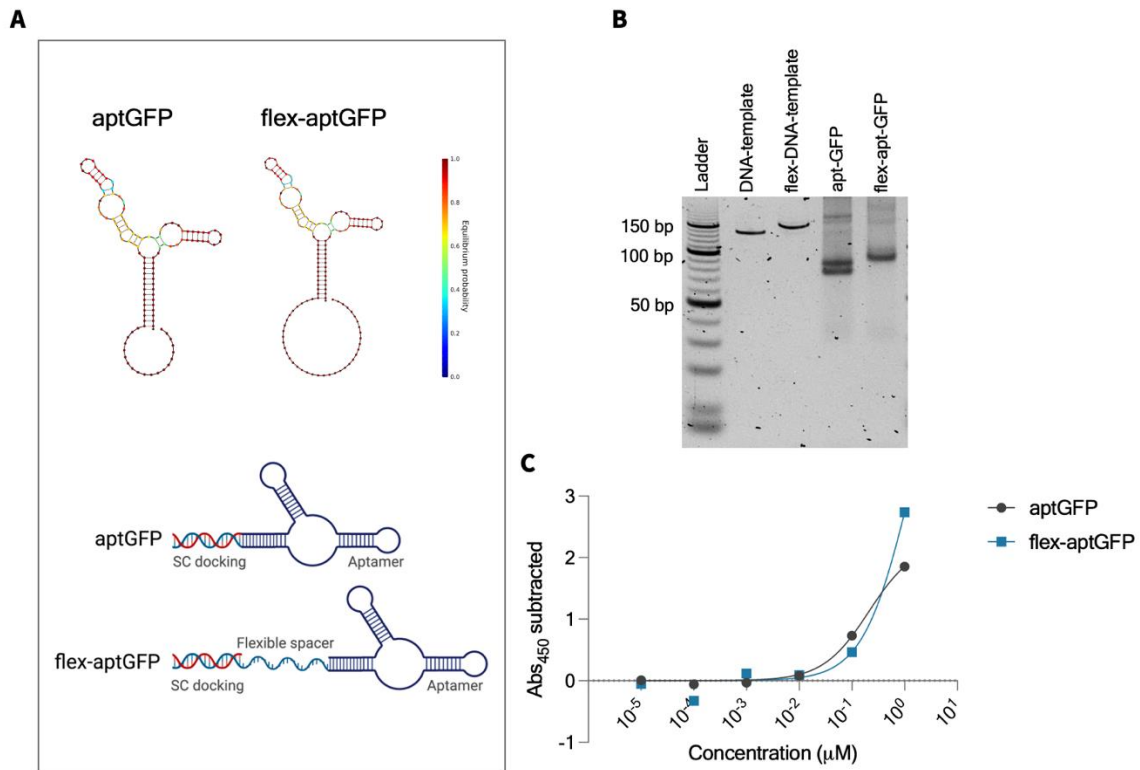 A
aptGFP
flex-aptGFP
1.0
0.8
0.6
0.4
0.2
0.0
Equilibrium probability
aptGFP
SC docking
Aptamer
flex-aptGFP
Flexible spacer
SC docking
Aptamer
B
Ladder
DNA-template
flex-DNA-template
apt-GFP
flex-apt-GFP
150 bp
100 bp
50 bp
C
Abs450 subtracted
3
2
1
0
-1
10-5
10-4
10-3
10-2
10-1
100
101
Concentration (μM)
aptGFP
flex-aptGFP